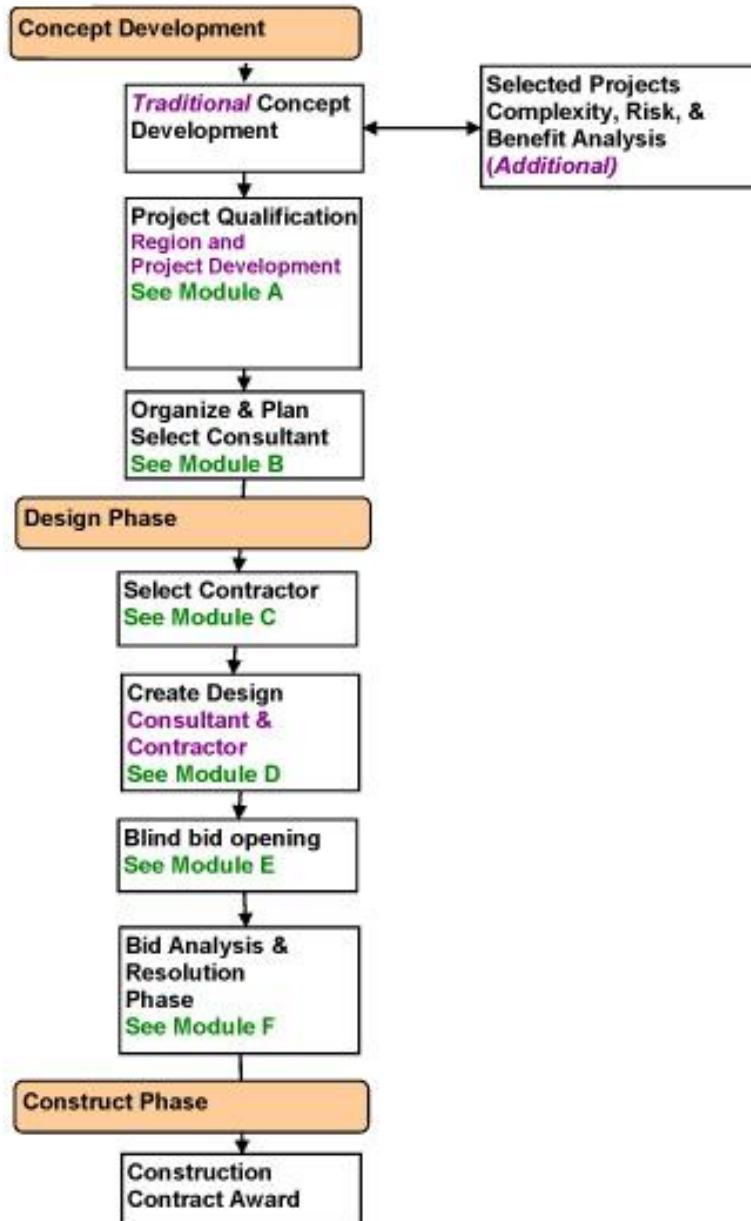 Concept Development
Traditional Concept
Development
Selected Projects
Complexity, Risk, &
Benefit Analysis
(Additional)
Project Qualification
Region and
Project Development
See Module A
Organize & Plan
Select Consultant
See Module B
Design Phase
Select Contractor
See Module C
Create Design
Consultant &
Contractor
See Module D
Blind bid opening
See Module E
Bid Analysis &
Resolution
Phase
See Module F
Construct Phase
Construction
Contract Award